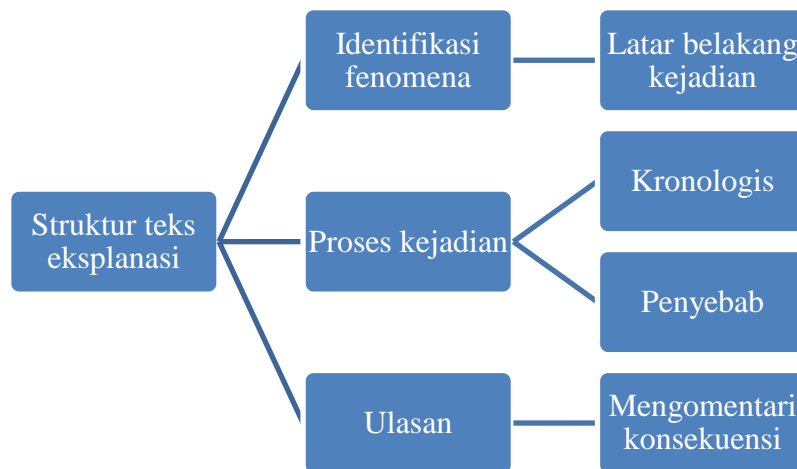 Struktur teks
eksplanasi
Identifikasi
fenomena
Latar belakang
kejadian
Proses kejadian
Kronologis
Penyebab
Ulasan
Mengomentari
konsekuensi